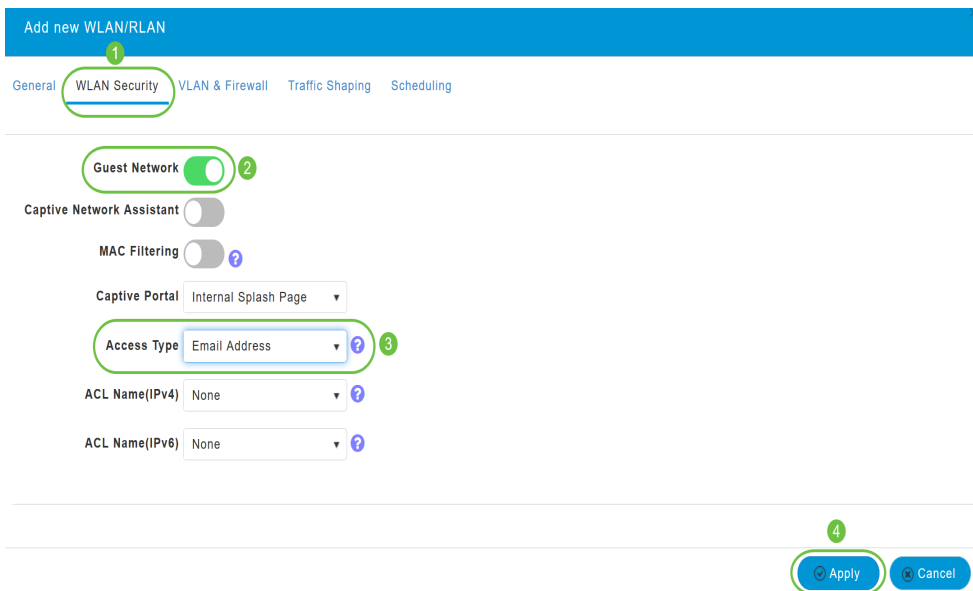 Add new WLAN/RLAN
1
General WLAN Security VLAN & Firewall Traffic Shaping Scheduling
Guest Network 2
Captive Network Assistant
MAC Filtering ?
Captive Portal Internal Splash Page
Access Type Email Address ? 3
ACL Name(IPv4) None ?
ACL Name(IPv6) None ?
4
Apply Cancel